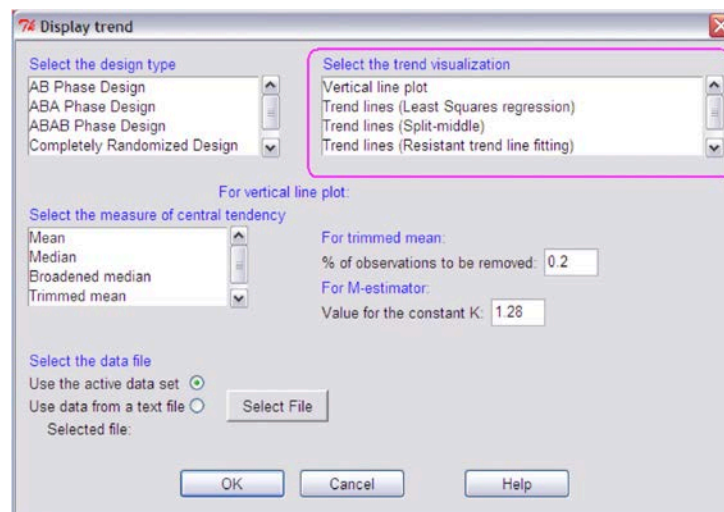 Display trend
Select the design type
AB Phase Design
ABA Phase Design
ABAB Phase Design
Completely Randomized Design
Select the trend visualization
Vertical line plot
Trend lines (Least Squares regression)
Trend lines (Split-middle)
Trend lines (Resistant trend line fitting)
For vertical line plot:
Select the measure of central tendency
Mean
Median
Broadened median
Trimmed mean
For trimmed mean:
% of observations to be removed: 0.2
For M-estimator:
Value for the constant K: 1.28
Select the data file
Use the active data set
Use data from a text file
Select File
Selected file:
OK
Cancel
Help